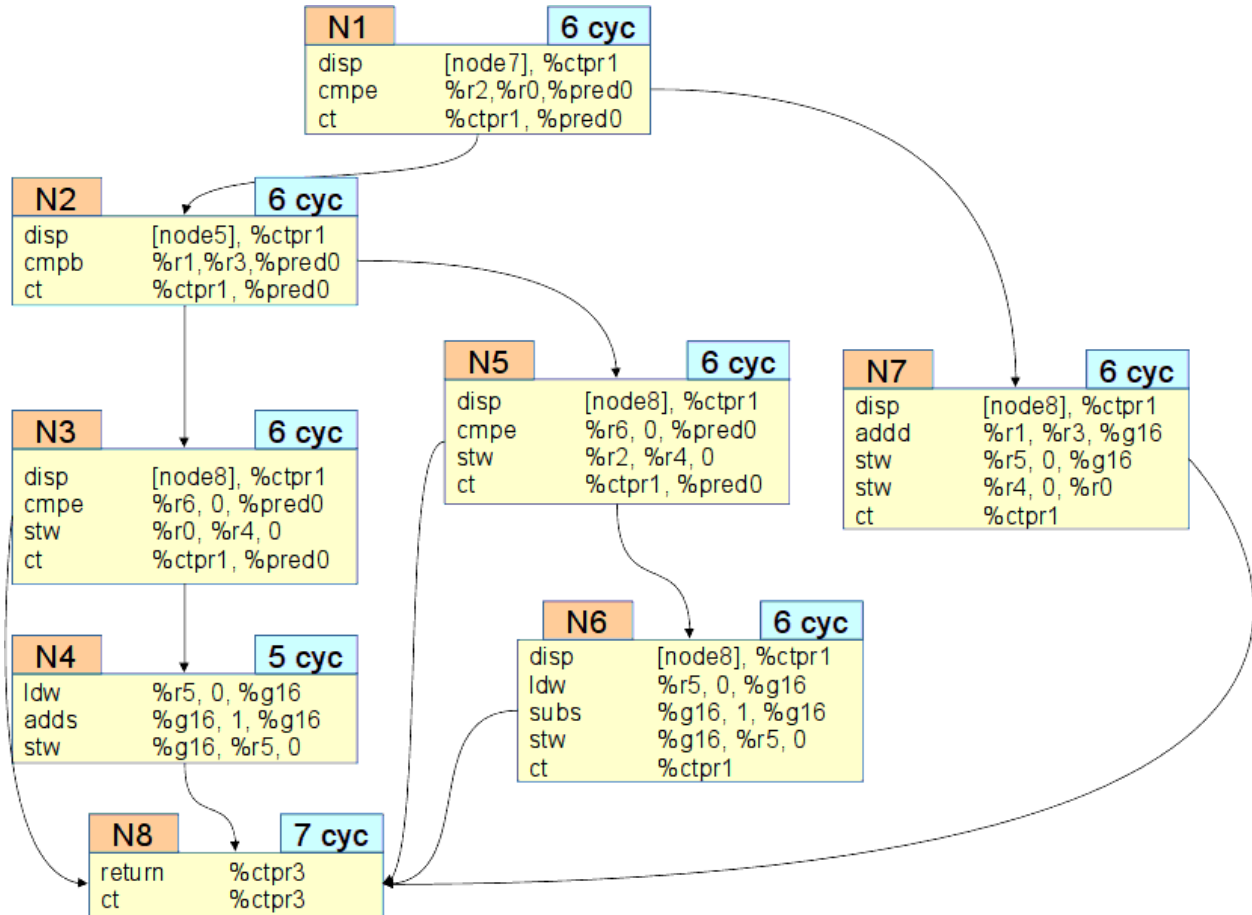 N1 6 cyc
disp [node7], %ctpr1
cmpe %r2,%r0,%pred0
ct %ctpr1, %pred0
N2 6 cyc
disp [node5], %ctpr1
cmpb %r1,%r3,%pred0
ct %ctpr1, %pred0
N5 6 cyc
disp [node8], %ctpr1
cmpe %r6, 0, %pred0
stw %r2, %r4, 0
ct %ctpr1, %pred0
N7 6 cyc
disp [node8], %ctpr1
addd %r1, %r3, %g16
stw %r5, 0, %g16
stw %r4, 0, %r0
ct %ctpr1
N3 6 cyc
disp [node8], %ctpr1
cmpe %r6, 0, %pred0
stw %r0, %r4, 0
ct %ctpr1, %pred0
N4 5 cyc
ldw %r5, 0, %g16
adds %g16, 1, %g16
stw %g16, %r5, 0
N6 6 cyc
disp [node8], %ctpr1
ldw %r5, 0, %g16
subs %g16, 1, %g16
stw %g16, %r5, 0
ct %ctpr1
N8 7 cyc
return %ctpr3
ct %ctpr3